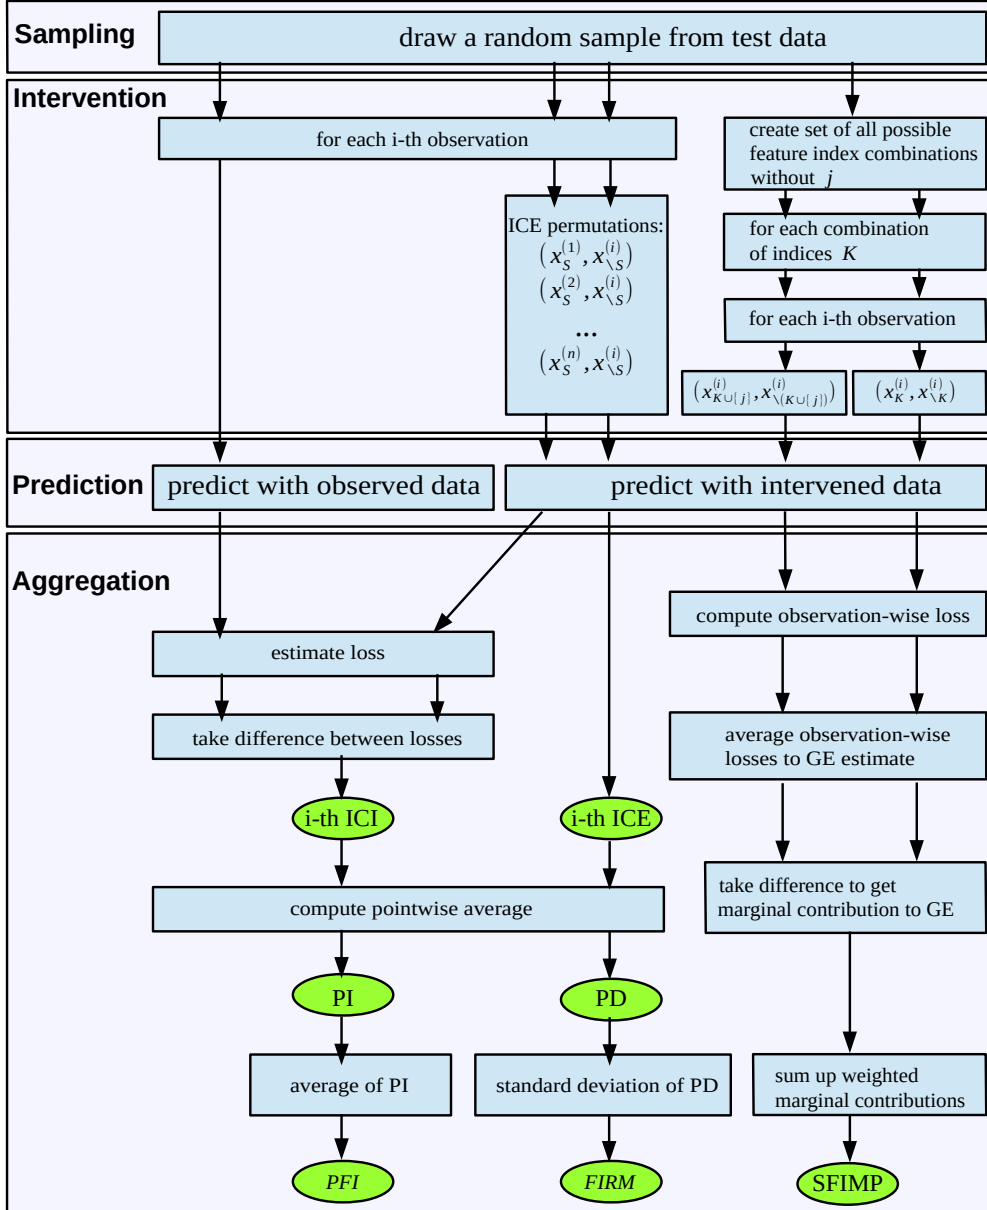 Sampling
draw a random sample from test data
Intervention
for each i-th observation
create set of all possible
feature index combinations
without j
ICE permutations:
(x_S^{(1)}, x_{\S}^{(i)})
(x_S^{(2)}, x_{\S}^{(i)})
...
(x_S^{(n)}, x_{\S}^{(i)})
for each combination
of indices K
for each i-th observation
(x_{K∪{j}}^{(i)}, x_{\(K∪{j})}^{(i)})
(x_K^{(i)}, x_{\K}^{(i)})
Prediction
predict with observed data
predict with intervened data
Aggregation
compute observation-wise loss
estimate loss
take difference between losses
average observation-wise
losses to GE estimate
i-th ICI
i-th ICE
compute pointwise average
take difference to get
marginal contribution to GE
PI
PD
average of PI
standard deviation of PD
sum up weighted
marginal contributions
PFI
FIRM
SFIMP